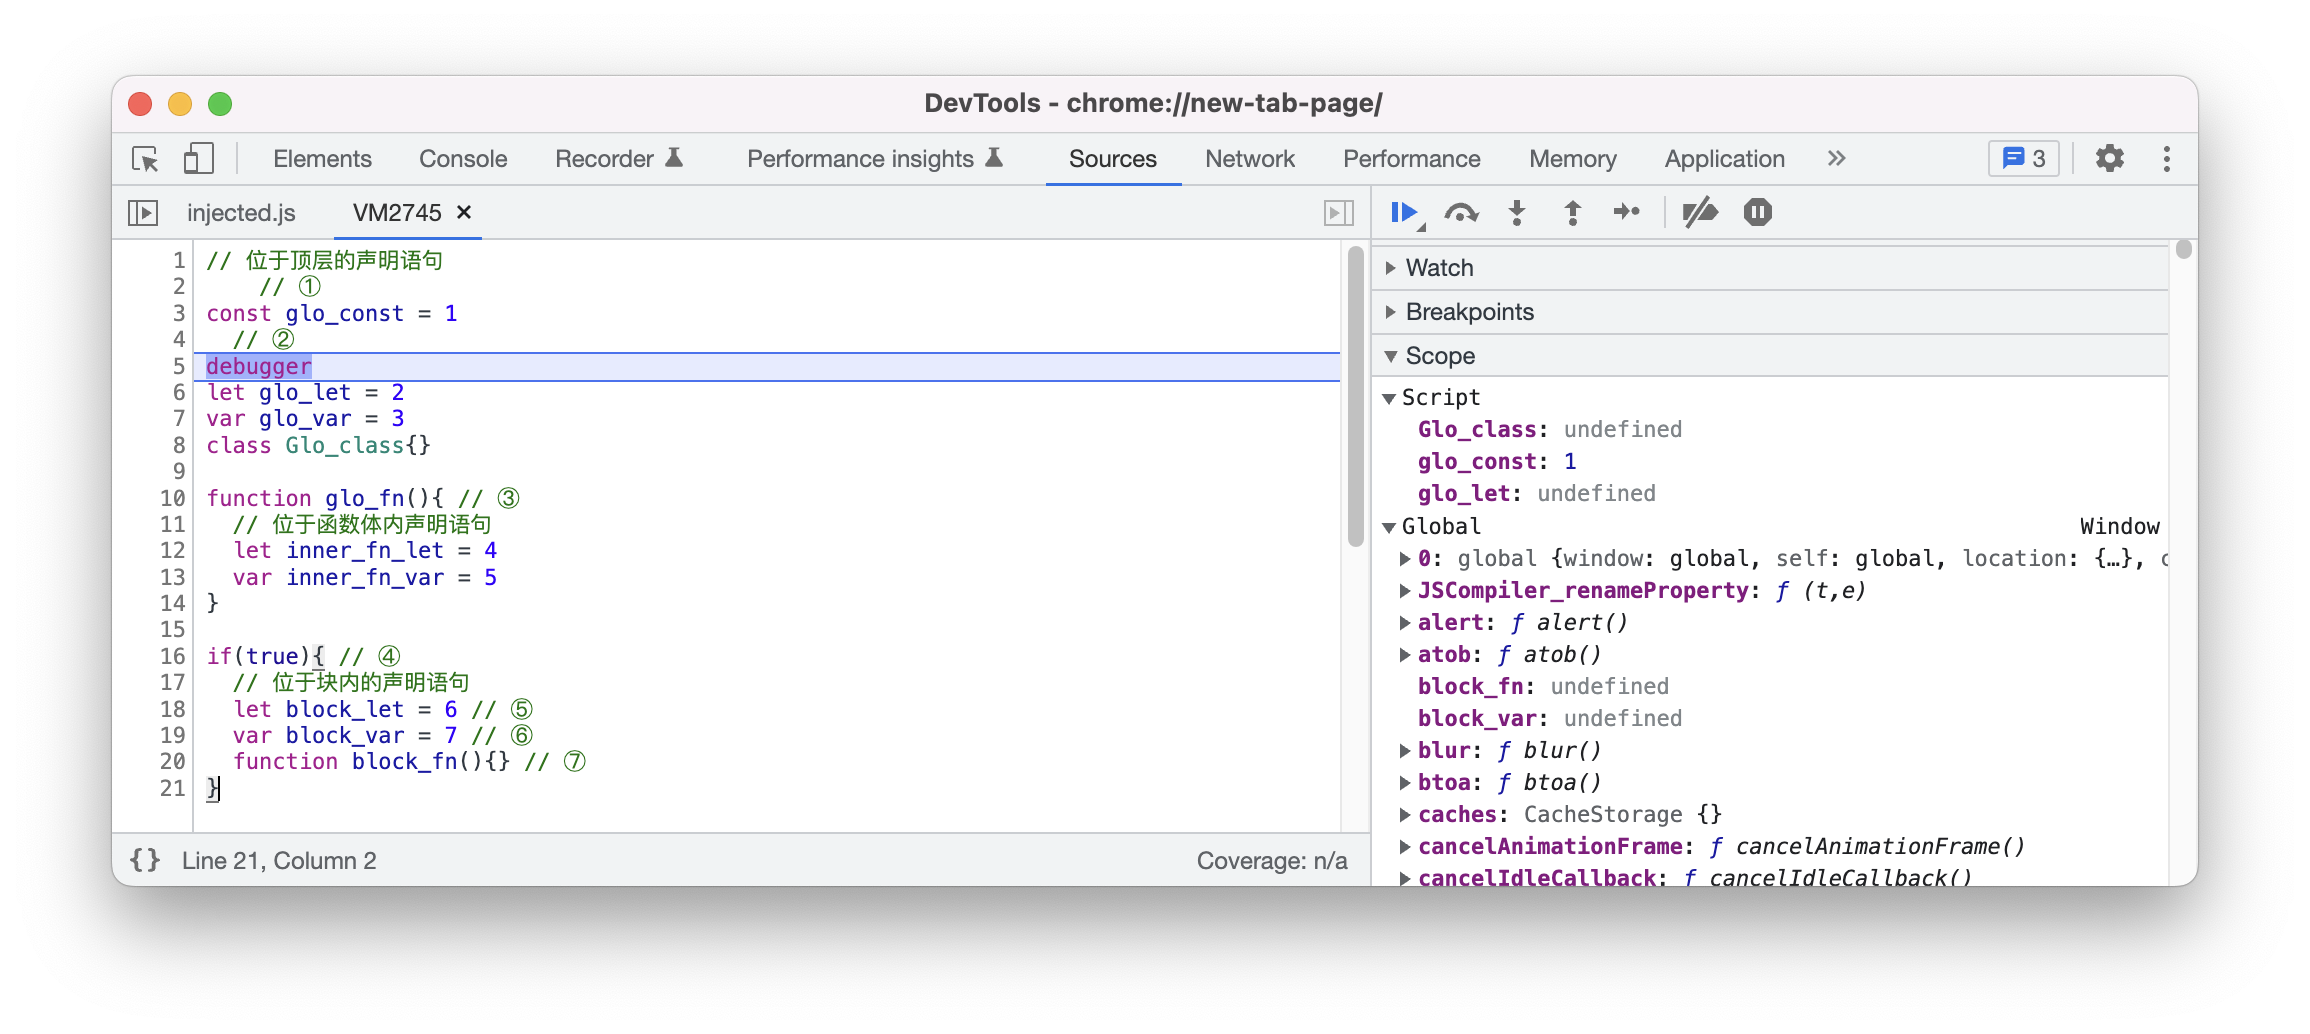 DevTools - chrome://new-tab-page/
Elements Console Recorder Performance insights Sources Network Performance Memory Application » 3
injected.js VM2745 ×
1 // 位于顶层的声明语句
2 // ①
3 const glo_const = 1
4 // ②
5 debugger
6 let glo_let = 2
7 var glo_var = 3
8 class Glo_class{}
9
10 function glo_fn(){ // ③
11 // 位于函数体内声明语句
12 let inner_fn_let = 4
13 var inner_fn_var = 5
14 }
15
16 if(true){ // ④
17 // 位于块内的声明语句
18 let block_let = 6 // ⑤
19 var block_var = 7 // ⑥
20 function block_fn(){} // ⑦
21 }
{} Line 21, Column 2 Coverage: n/a
Watch
Breakpoints
Scope
Script
Glo_class: undefined
glo_const: 1
glo_let: undefined
Global Window
0: global {window: global, self: global, location: {…}, c
JSCompiler_renameProperty: ƒ (t,e)
alert: ƒ alert()
atob: ƒ atob()
block_fn: undefined
block_var: undefined
blur: ƒ blur()
btoa: ƒ btoa()
caches: CacheStorage {}
cancelAnimationFrame: ƒ cancelAnimationFrame()
cancelIdleCallback: ƒ cancelIdleCallback()